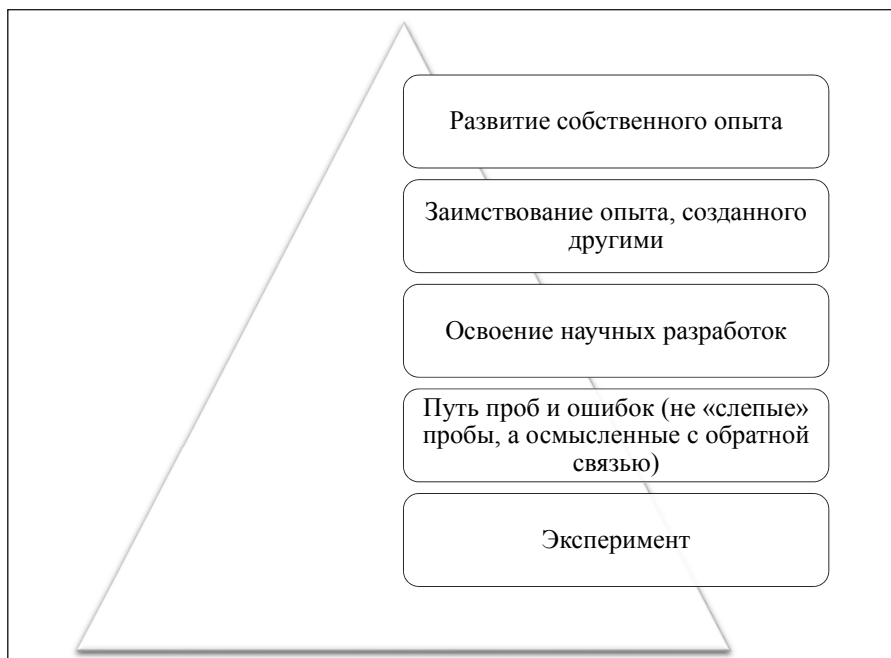 Развитие собственного опыта
Заимствование опыта, созданного
другими
Освоение научных разработок
Путь проб и ошибок (не «слепые»
пробы, а осмысленные с обратной
связью)
Эксперимент